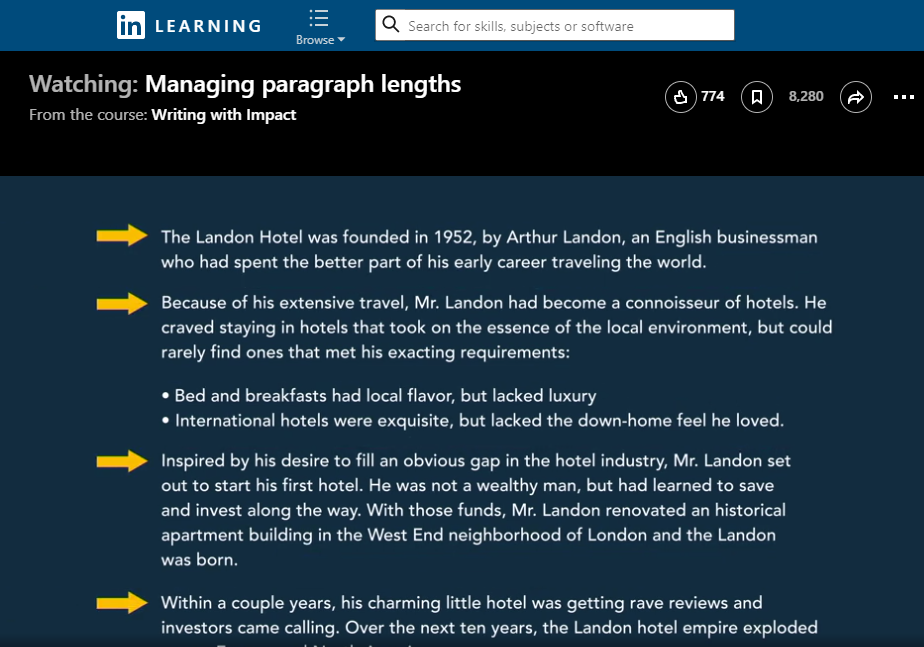 in LEARNING
Browse
Search for skills, subjects or software
Watching: Managing paragraph lengths
774
8,280
From the course: Writing with Impact
The Landon Hotel was founded in 1952, by Arthur Landon, an English businessman
who had spent the better part of his early career traveling the world.
Because of his extensive travel, Mr. Landon had become a connoisseur of hotels. He
craved staying in hotels that took on the essence of the local environment, but could
rarely find ones that met his exacting requirements:
• Bed and breakfasts had local flavor, but lacked luxury
• International hotels were exquisite, but lacked the down-home feel he loved.
Inspired by his desire to fill an obvious gap in the hotel industry, Mr. Landon set
out to start his first hotel. He was not a wealthy man, but had learned to save
and invest along the way. With those funds, Mr. Landon renovated an historical
apartment building in the West End neighborhood of London and the Landon
was born.
Within a couple years, his charming little hotel was getting rave reviews and
investors came calling. Over the next ten years, the Landon hotel empire exploded